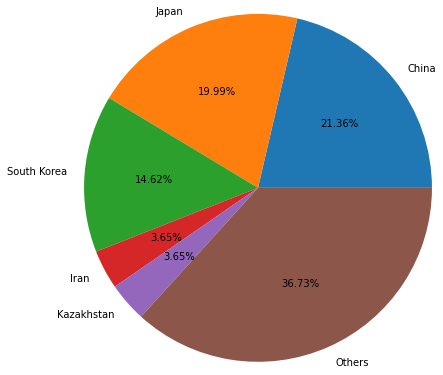 Japan
China
19.99%
21.36%
South Korea
14.62%
3.65%
3.65%
Iran
36.73%
Kazakhstan
Others